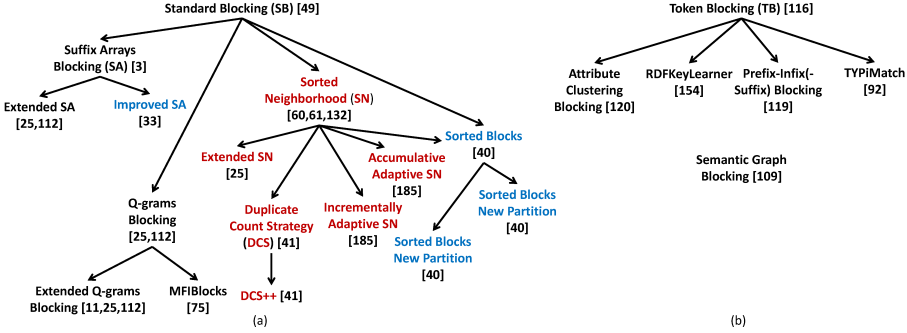 Standard Blocking (SB) [49]
Suffix Arrays
Blocking (SA) [3]
Extended SA
[25,112]
Improved SA
[33]
Sorted
Neighborhood (SN)
[60,61,132]
Sorted Blocks
[40]
Extended SN
[25]
Accumulative
Adaptive SN
[185]
Sorted Blocks
New Partition
[40]
Q-grams
Blocking
[25,112]
Duplicate
Count Strategy
(DCS) [41]
Incrementally
Adaptive SN
[185]
Sorted Blocks
New Partition
[40]
Extended Q-grams
Blocking [11,25,112]
MFIBlocks
[75]
DCS++ [41]
(a)
Token Blocking (TB) [116]
Attribute
Clustering
Blocking [120]
RDFKeyLearner
[154]
Prefix-Infix(-
Suffix) Blocking
[119]
TYPiMatch
[92]
Semantic Graph
Blocking [109]
(b)